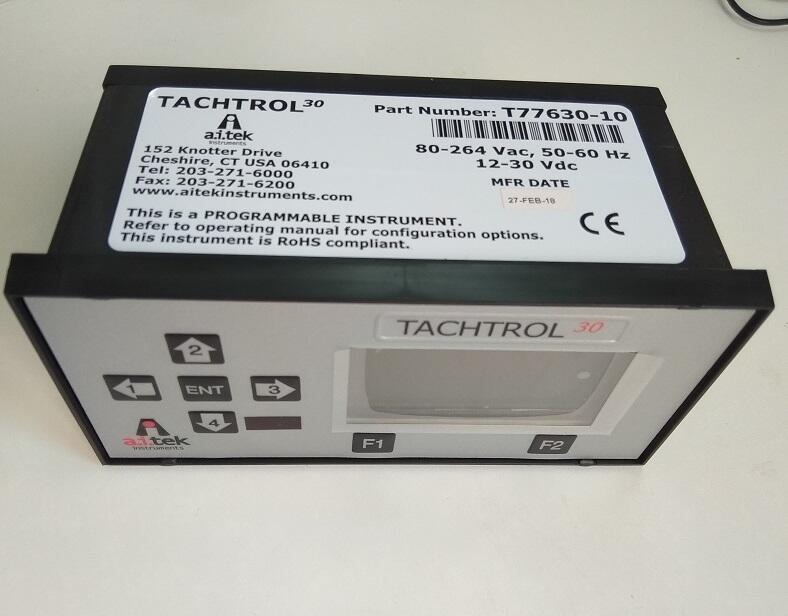 TACHTROL 30
a.i.tek
instruments
152 Knotter Drive
Cheshire, CT USA 06410
Tel: 203-271-6000
Fax: 203-271-6200
www.aitekinstruments.com
This is a PROGRAMMABLE INSTRUMENT.
Refer to operating manual for configuration options.
This instrument is RoHS compliant.
Part Number: T77630-10
80-264 Vac, 50-60 Hz
12-30 Vdc
MFR DATE
27-FEB-18
CE
TACHTROL 30
2
1 ENT 3
4
a.i.tek
instruments
F1 F2